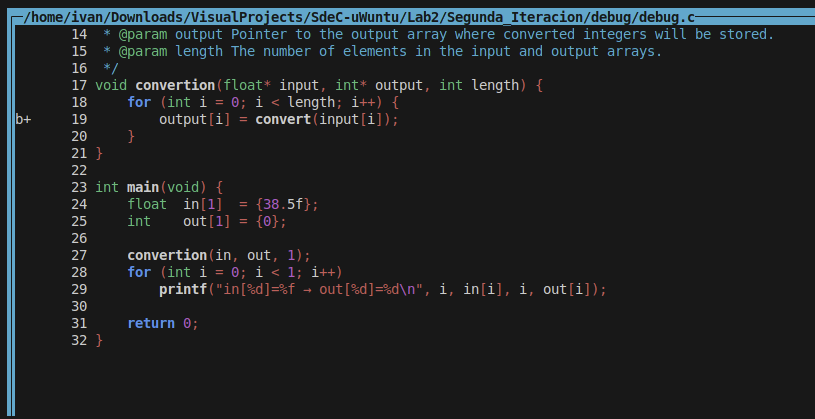 /home/ivan/Downloads/VisualProjects/SdeC-uWuntu/Lab2/Segunda_Iteracion/debug/debug.c
14  * @param output Pointer to the output array where converted integers will be stored.
15  * @param length The number of elements in the input and output arrays.
16  */
17 void convertion(float* input, int* output, int length) {
18     for (int i = 0; i < length; i++) {
b+ 19         output[i] = convert(input[i]);
20     }
21 }
22
23 int main(void) {
24     float  in[1]  = {38.5f};
25     int    out[1] = {0};
26
27     convertion(in, out, 1);
28     for (int i = 0; i < 1; i++)
29         printf("in[%d]=%f → out[%d]=%d\n", i, in[i], i, out[i]);
30
31     return 0;
32 }